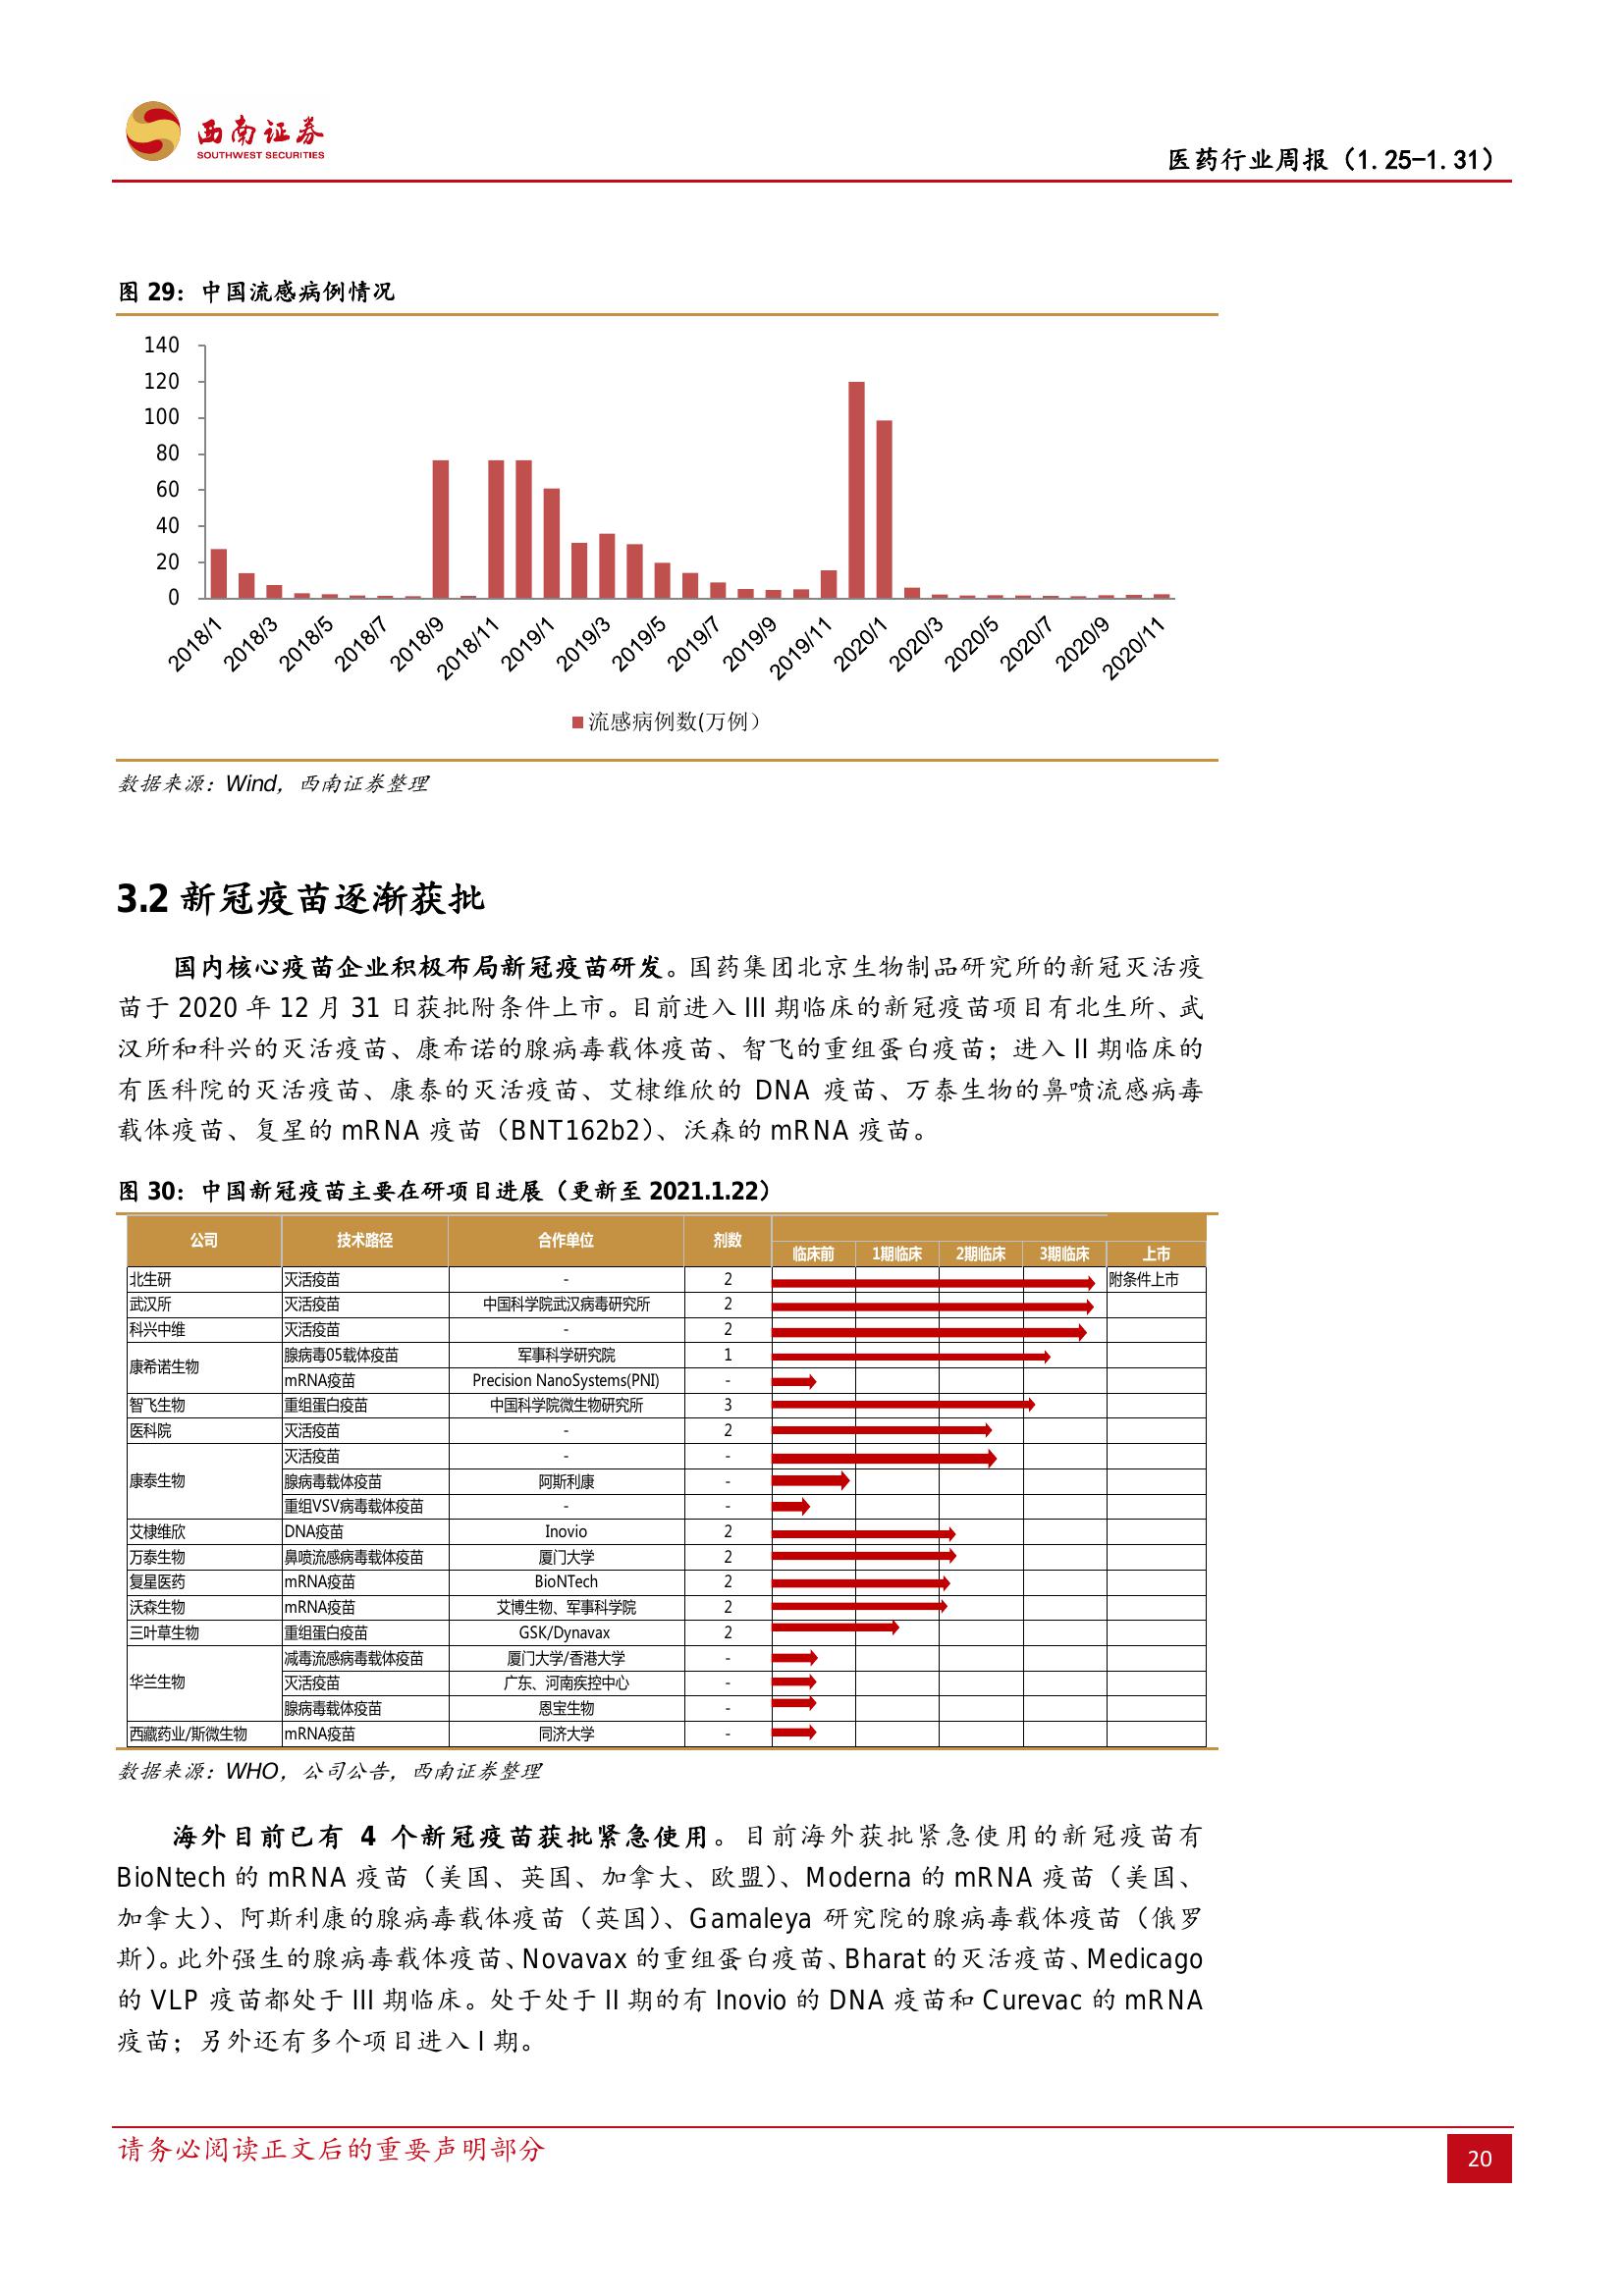 西南证券
SOUTHWEST SECURITIES
医药行业周报（1.25-1.31）
图 29：中国流感病例情况
140
120
100
80
60
40
20
0
2018/1 2018/3 2018/5 2018/7 2018/9 2018/11 2019/1 2019/3 2019/5 2019/7 2019/9 2019/11 2020/1 2020/3 2020/5 2020/7 2020/9 2020/11
流感病例数(万例）
数据来源：Wind，西南证券整理
3.2 新冠疫苗逐渐获批
国内核心疫苗企业积极布局新冠疫苗研发。国药集团北京生物制品研究所的新冠灭活疫
苗于 2020 年 12 月 31 日获批附条件上市。目前进入 III 期临床的新冠疫苗项目有北生所、武
汉所和科兴的灭活疫苗、康希诺的腺病毒载体疫苗、智飞的重组蛋白疫苗；进入 II 期临床的
有医科院的灭活疫苗、康泰的灭活疫苗、艾棣维欣的 DNA 疫苗、万泰生物的鼻喷流感病毒
载体疫苗、复星的 mRNA 疫苗（BNT162b2）、沃森的 mRNA 疫苗。
图 30：中国新冠疫苗主要在研项目进展（更新至 2021.1.22）
公司 技术路径 合作单位 剂数 临床前 1期临床 2期临床 3期临床 上市
北生研 灭活疫苗 - 2 附条件上市
武汉所 灭活疫苗 中国科学院武汉病毒研究所 2
科兴中维 灭活疫苗 - 2
康希诺生物 腺病毒05载体疫苗 军事科学研究院 1
mRNA疫苗 Precision NanoSystems(PNI) -
智飞生物 重组蛋白疫苗 中国科学院微生物研究所 3
医科院 灭活疫苗 - 2
康泰生物 灭活疫苗 - -
腺病毒载体疫苗 阿斯利康 -
重组VSV病毒载体疫苗 - -
艾棣维欣 DNA疫苗 Inovio 2
万泰生物 鼻喷流感病毒载体疫苗 厦门大学 2
复星医药 mRNA疫苗 BioNTech 2
沃森生物 mRNA疫苗 艾博生物、军事科学院 2
三叶草生物 重组蛋白疫苗 GSK/Dynavax 2
华兰生物 减毒流感病毒载体疫苗 厦门大学/香港大学 -
灭活疫苗 广东、河南疾控中心 -
腺病毒载体疫苗 恩宝生物 -
西藏药业/斯微生物 mRNA疫苗 同济大学 -
数据来源：WHO，公司公告，西南证券整理
海外目前已有 4 个新冠疫苗获批紧急使用。目前海外获批紧急使用的新冠疫苗有
BioNtech 的 mRNA 疫苗（美国、英国、加拿大、欧盟）、Moderna 的 mRNA 疫苗（美国、
加拿大）、阿斯利康的腺病毒载体疫苗（英国）、Gamaleya 研究院的腺病毒载体疫苗（俄罗
斯）。此外强生的腺病毒载体疫苗、Novavax 的重组蛋白疫苗、Bharat 的灭活疫苗、Medicago
的 VLP 疫苗都处于 III 期临床。处于处于 II 期的有 Inovio 的 DNA 疫苗和 Curevac 的 mRNA
疫苗；另外还有多个项目进入 I 期。
请务必阅读正文后的重要声明部分
20